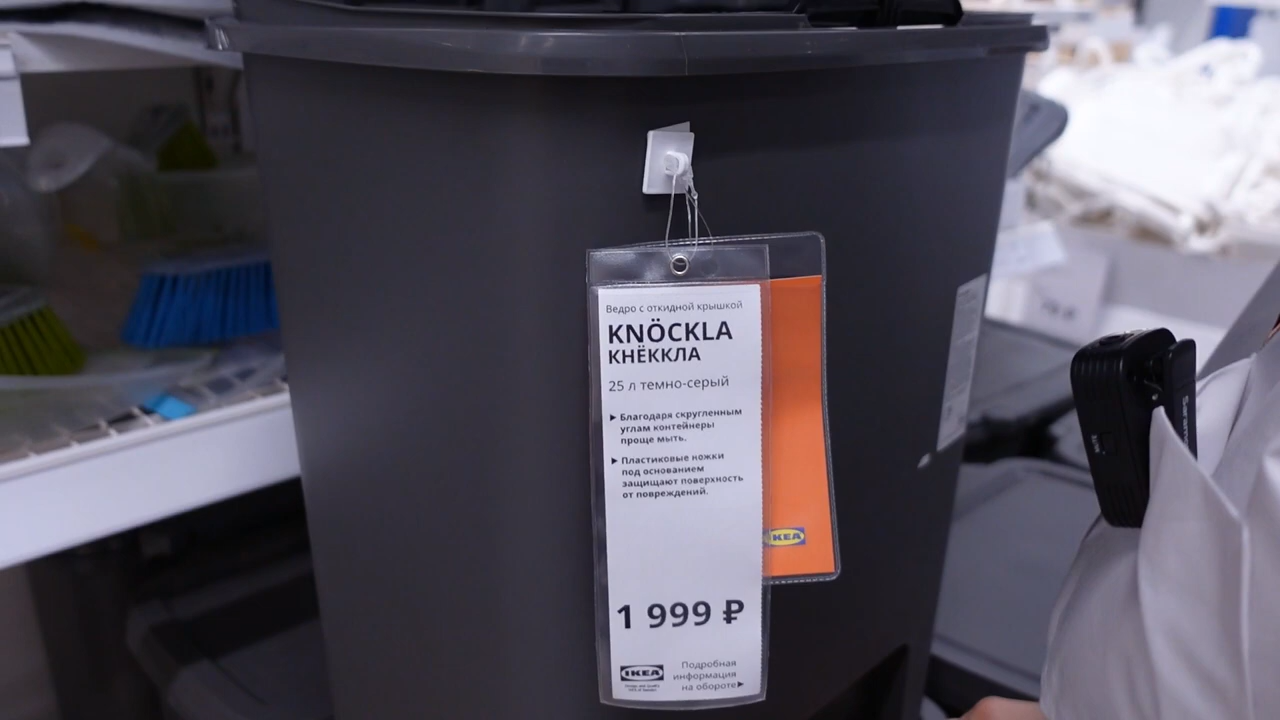 Ведро с откидной крышкой
KNÖCKLA
КНЁККЛА
25 л темно-серый
▶ Благодаря скругленным
углам контейнеры
проще мыть.
▶ Пластиковые ножки
под основанием
защищают поверхность
от повреждений.
1 999 ₽
IKEA
Подробная
информация
на обороте▶
IKEA